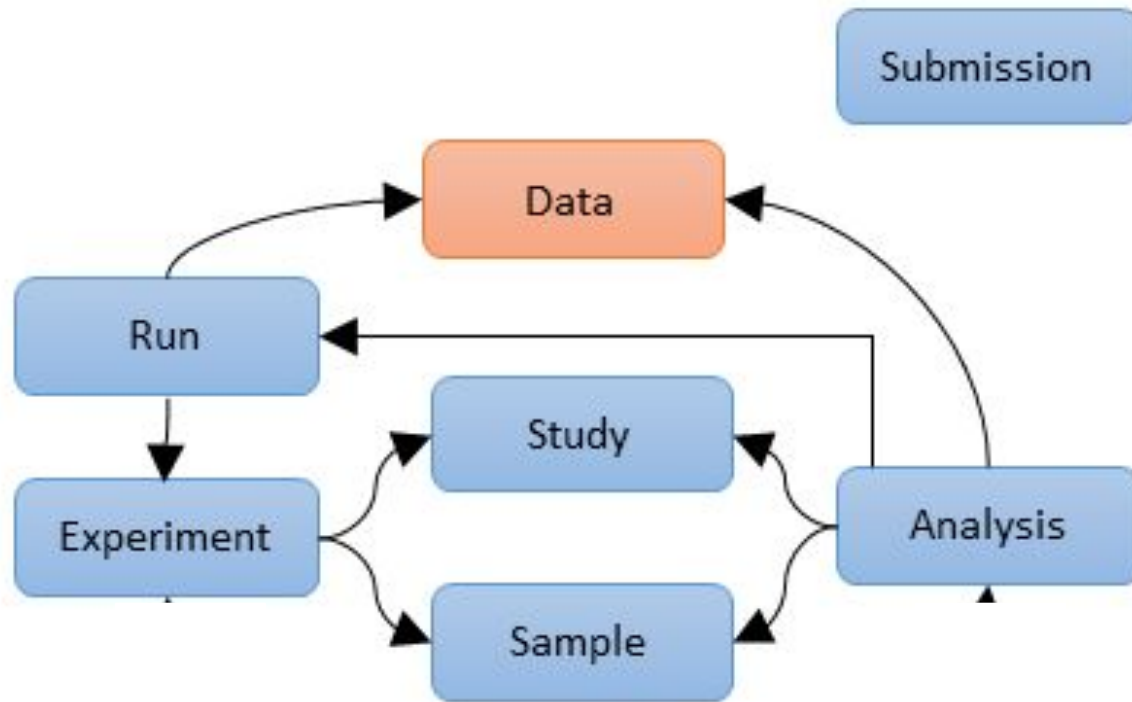 Submission
Data
Run
Study
Experiment
Analysis
Sample